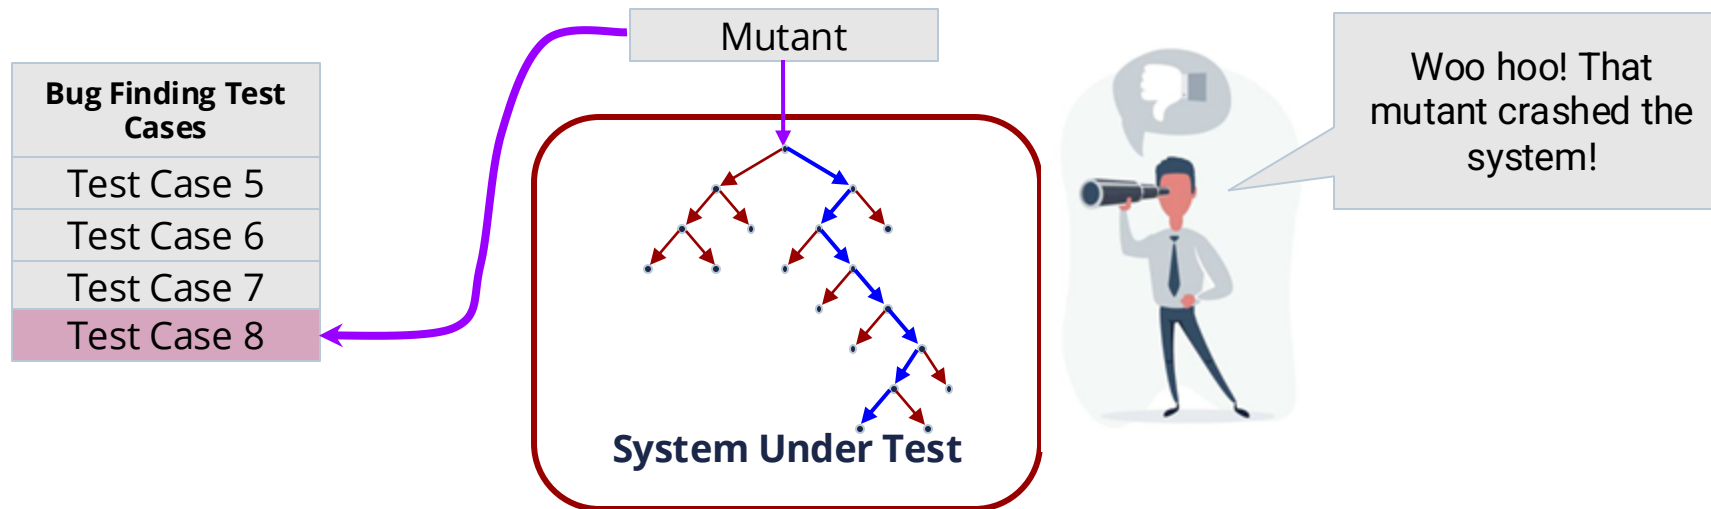 Mutant
Woo hoo! That
mutant crashed the
system!
Bug Finding Test
Cases
Test Case 5
Test Case 6
Test Case 7
Test Case 8
System Under Test